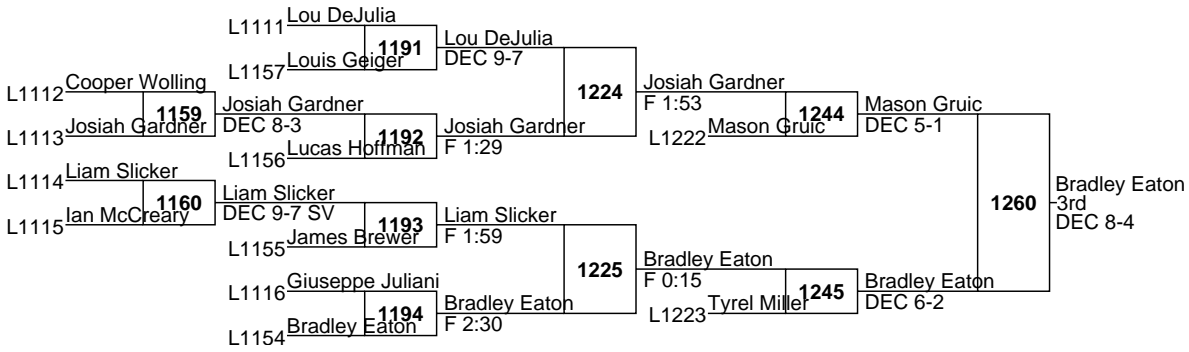 L1111 Lou DeJulia
1191
L1157 Louis Geiger
Lou DeJulia
DEC 9-7
L1112 Cooper Wolling
1159
L1113 Josiah Gardner
Josiah Gardner
DEC 8-3
1192
L1156 Lucas Hoffman
Josiah Gardner
F 1:29
1224
Josiah Gardner
F 1:53
1244
L1222 Mason Gruic
Mason Gruic
DEC 5-1
L1114 Liam Slicker
1160
L1115 Ian McCreary
Liam Slicker
DEC 9-7 SV
1193
L1155 James Brewer
Liam Slicker
F 1:59
L1116 Giuseppe Juliani
1194
L1154 Bradley Eaton
Bradley Eaton
F 2:30
1225
Bradley Eaton
F 0:15
1245
L1223 Tyrel Miller
Bradley Eaton
DEC 6-2
1260
Bradley Eaton
3rd
DEC 8-4